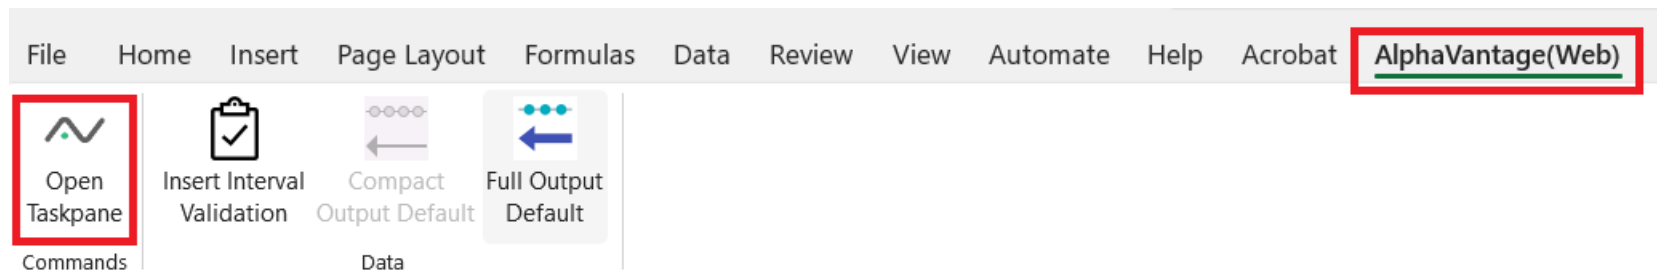 File Home Insert Page Layout Formulas Data Review View Automate Help Acrobat AlphaVantage(Web)
Open Insert Interval Compact Full Output
Taskpane Validation Output Default Default
Commands Data